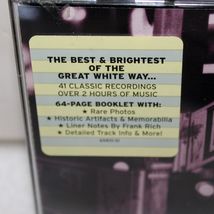 THE BEST & BRIGHTEST
OF THE
GREAT WHITE WAY...
41 CLASSIC RECORDINGS
OVER 2 HOURS OF MUSIC
64-PAGE BOOKLET WITH:
★ Rare Photos
★ Historic Artifacts & Memorabilia
★ Liner Notes By Frank Rich
★ Detailed Track Info & More!